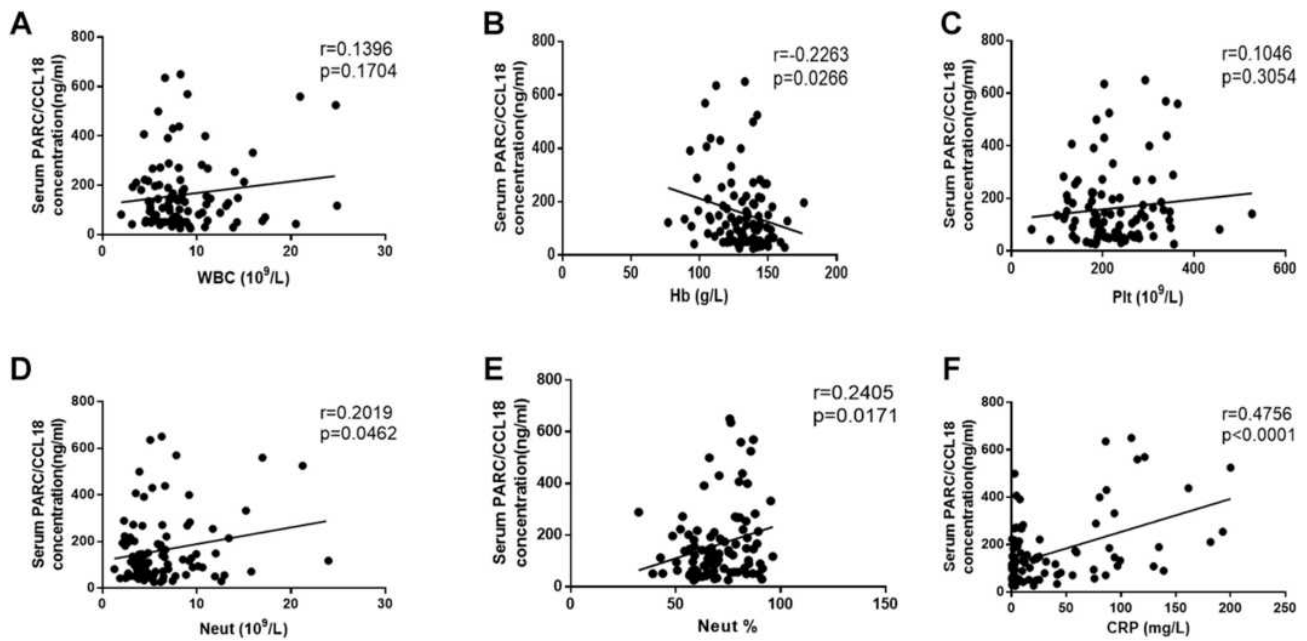 A
Serum PARC/CCL18
concentration(ng/ml)
800
600
400
200
0
0
10
20
30
WBC (10⁹/L)
r=0.1396
p=0.1704
B
Serum PARC/CCL18
concentration(ng/ml)
800
600
400
200
0
0
50
100
150
200
Hb (g/L)
r=-0.2263
p=0.0266
C
Serum PARC/CCL18
concentration(ng/ml)
800
600
400
200
0
0
200
400
600
Plt (10⁹/L)
r=0.1046
p=0.3054
D
Serum PARC/CCL18
concentration(ng/ml)
800
600
400
200
0
0
10
20
30
Neut (10⁹/L)
r=0.2019
p=0.0462
E
Serum PARC/CCL18
concentration(ng/ml)
800
600
400
200
0
0
50
100
150
Neut %
r=0.2405
p=0.0171
F
Serum PARC/CCL18
concentration(ng/ml)
800
600
400
200
0
0
50
100
150
200
250
CRP (mg/L)
r=0.4756
p<0.0001